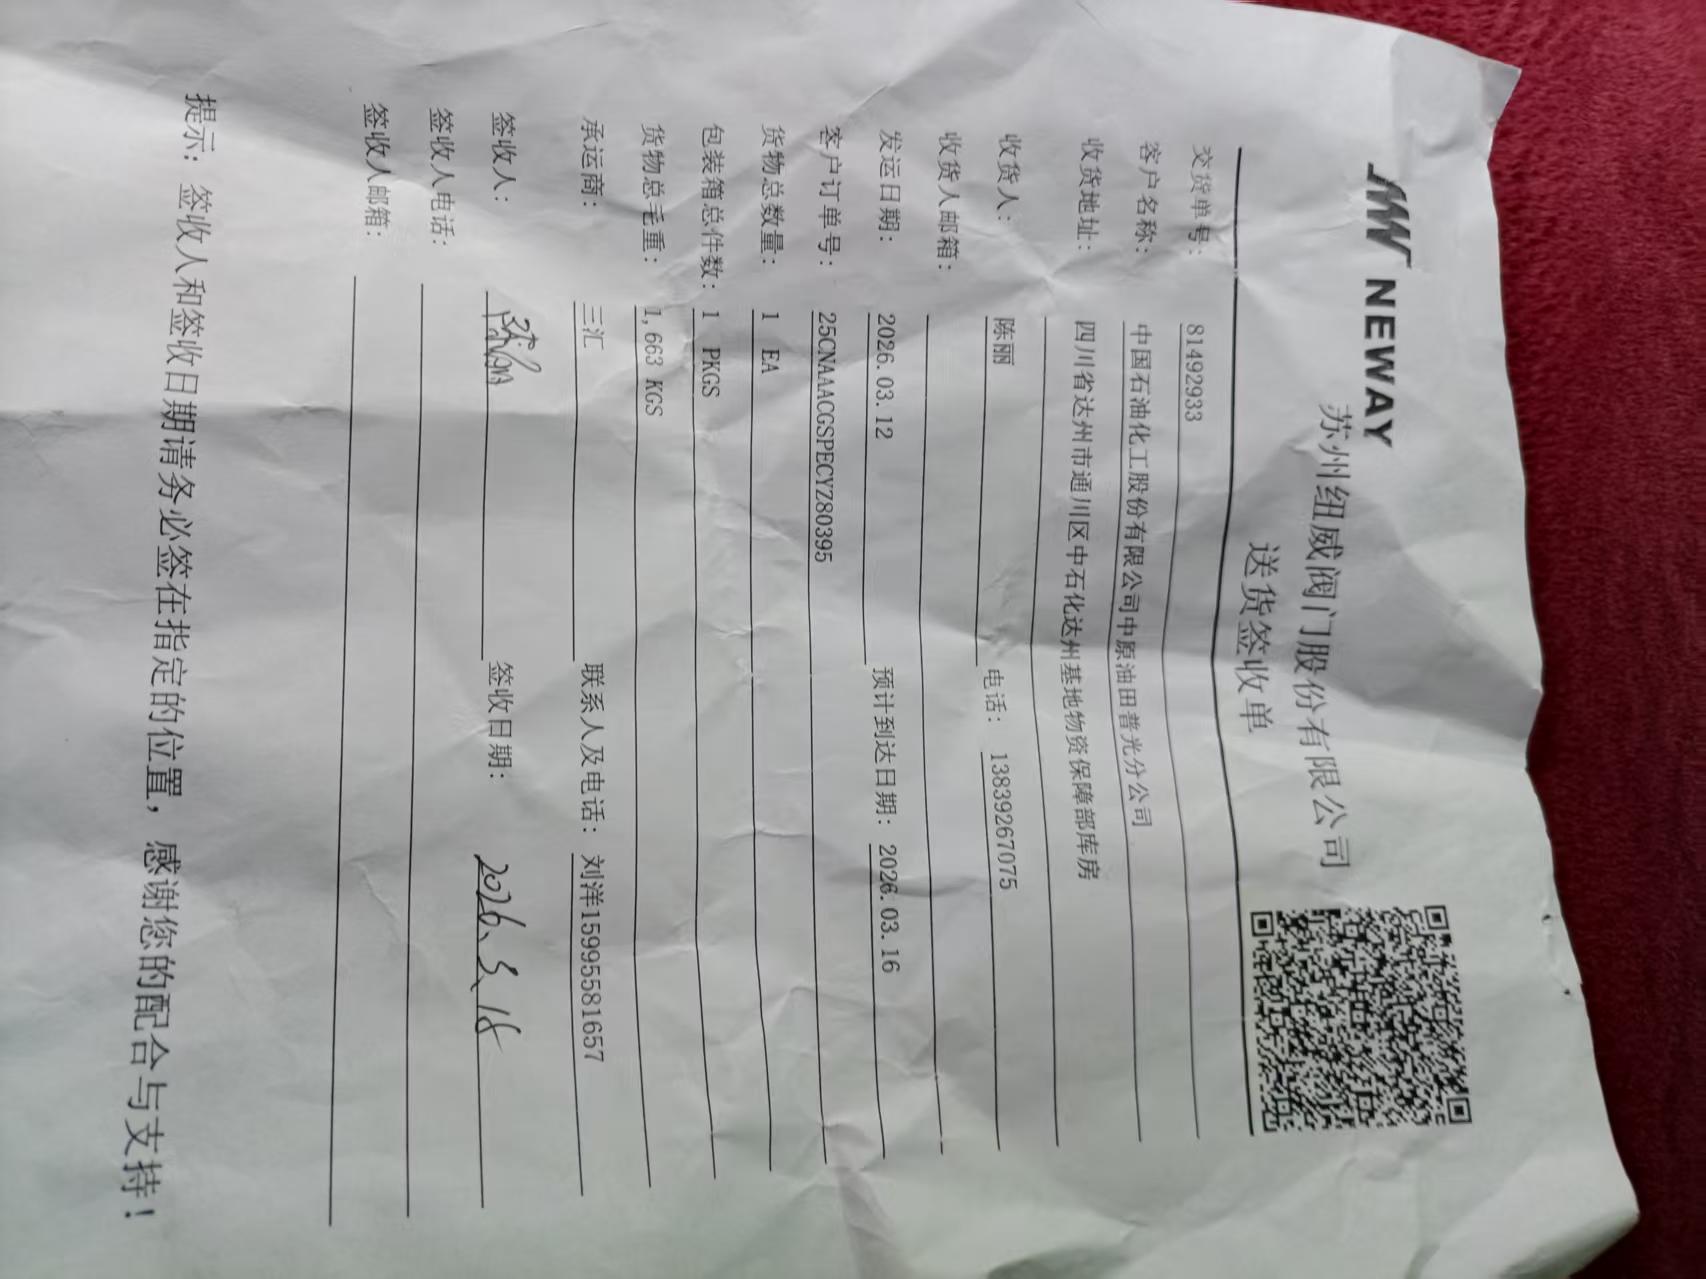 NEWAY
苏州纽威阀门股份有限公司
送货签收单
交货单号: 81492933
客户名称: 中国石油化工股份有限公司中原油田普光分公司
收货地址: 四川省达州市通川区中石化达州基地物资保障部库房
收货人: 陈丽 电话: 13839267075
收货人邮箱:
发运日期: 2026.03.12 预计到达日期: 2026.03.16
客户订单号: 25CNAAACGSPECYZ80395
货物总数量: 1 EA
包装箱总件数: 1 PKGS
货物总毛重: 1,663 KGS
承运商: 三汇 联系人及电话: 刘洋15995581657
签收人: 签收日期: 2026.3.18
签收人电话:
签收人邮箱:
提示: 签收人和签收日期请务必签在指定的位置, 感谢您的配合与支持!